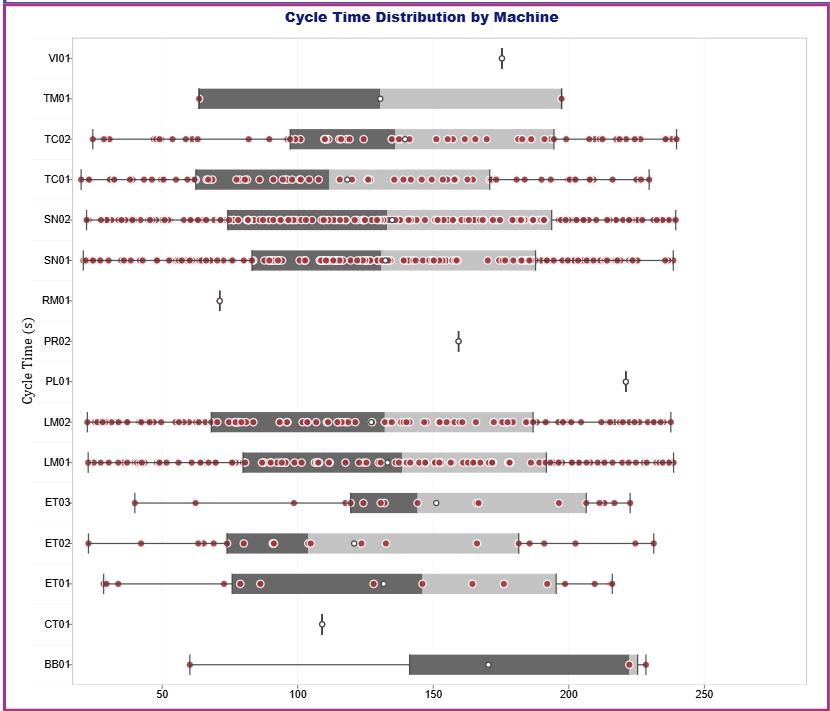 Cycle Time Distribution by Machine
VI01
TM01
TC02
TC01
SN02
SN01
RM01
PR02
PL01
LM02
LM01
ET03
ET02
ET01
CT01
BB01
Cycle Time (s)
50 100 150 200 250